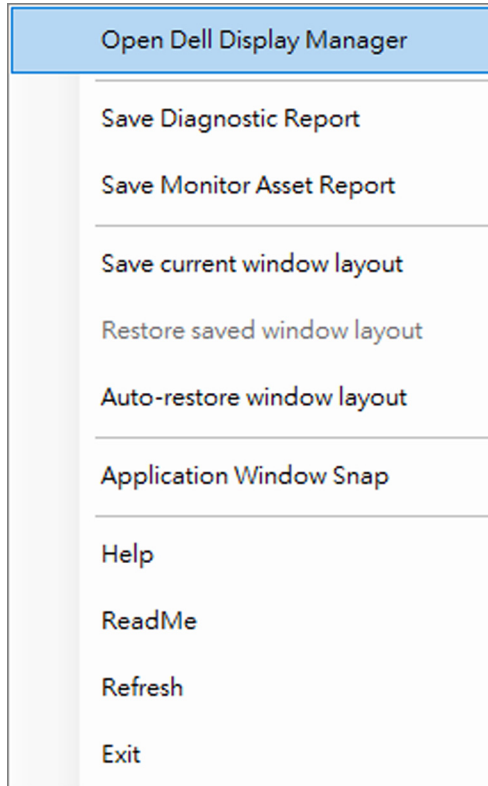 Open Dell Display Manager
Save Diagnostic Report
Save Monitor Asset Report
Save current window layout
Restore saved window layout
Auto-restore window layout
Application Window Snap
Help
ReadMe
Refresh
Exit